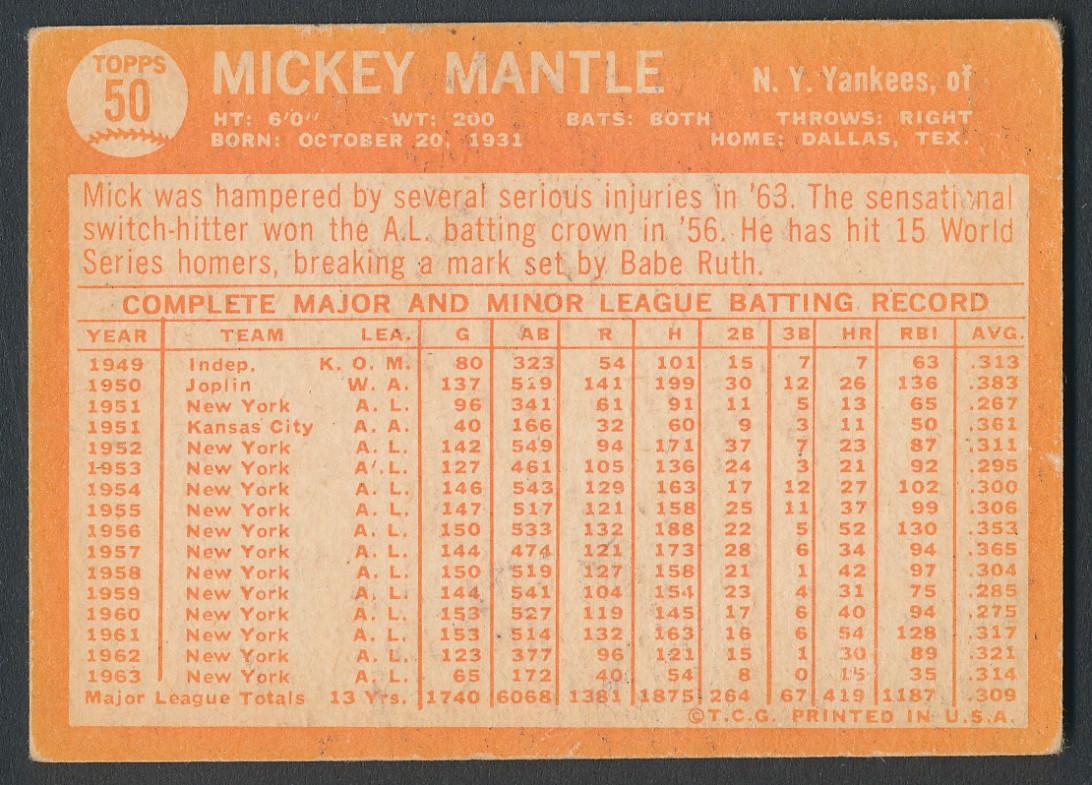 TOPPS
50
MICKEY MANTLE
N. Y. Yankees, of
HT: 6'0" WT: 200 BATS: BOTH THROWS: RIGHT
BORN: OCTOBER 20, 1931 HOME: DALLAS, TEX.
Mick was hampered by several serious injuries in '63. The sensational
switch-hitter won the A.L. batting crown in '56. He has hit 15 World
Series homers, breaking a mark set by Babe Ruth.
COMPLETE MAJOR AND MINOR LEAGUE BATTING RECORD
YEAR TEAM LEA. G AB R H 2B 3B HR RBI AVG.
1949 Indep. K. O. M. 80 323 54 101 15 7 7 63 .313
1950 Joplin W. A. 137 519 141 199 30 12 26 136 .383
1951 New York A. L. 96 341 61 91 11 5 13 65 .267
1951 Kansas City A. A. 40 166 32 60 9 3 11 50 .361
1952 New York A. L. 142 549 94 171 37 7 23 87 .311
1953 New York A. L. 127 461 105 136 24 3 21 92 .295
1954 New York A. L. 146 543 129 163 17 12 27 102 .300
1955 New York A. L. 147 517 121 158 25 11 37 99 .306
1956 New York A. L. 150 533 132 188 22 5 52 130 .353
1957 New York A. L. 144 474 121 173 28 6 34 94 .365
1958 New York A. L. 150 519 127 158 21 1 42 97 .304
1959 New York A. L. 144 541 104 154 23 4 31 75 .285
1960 New York A. L. 153 527 119 145 17 6 40 94 .275
1961 New York A. L. 153 514 132 163 16 6 54 128 .317
1962 New York A. L. 123 377 96 121 15 1 30 89 .321
1963 New York A. L. 65 172 40 54 8 0 15 35 .314
Major League Totals 13 Yrs. 1740 6068 1381 1875 264 67 419 1187 .309
©T.C.G. PRINTED IN U.S.A.